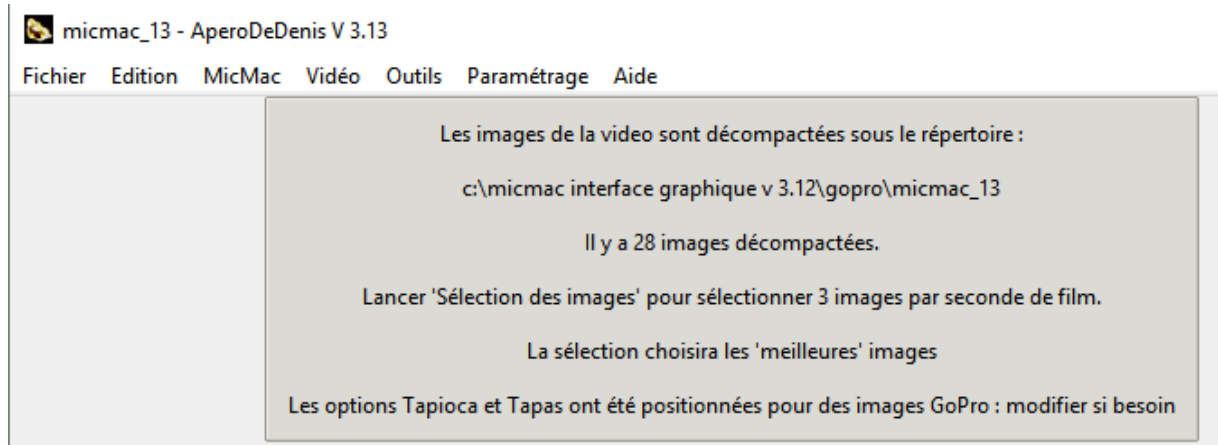 micmac_13 - AperoDeDenis V 3.13
Fichier Edition MicMac Vidéo Outils Paramétrage Aide
Les images de la video sont décompactées sous le répertoire :
c:\micmac interface graphique v 3.12\gopro\micmac_13
Il y a 28 images décompactées.
Lancer 'Sélection des images' pour sélectionner 3 images par seconde de film.
La sélection choisira les 'meilleures' images
Les options Tapioca et Tapas ont été positionnées pour des images GoPro : modifier si besoin